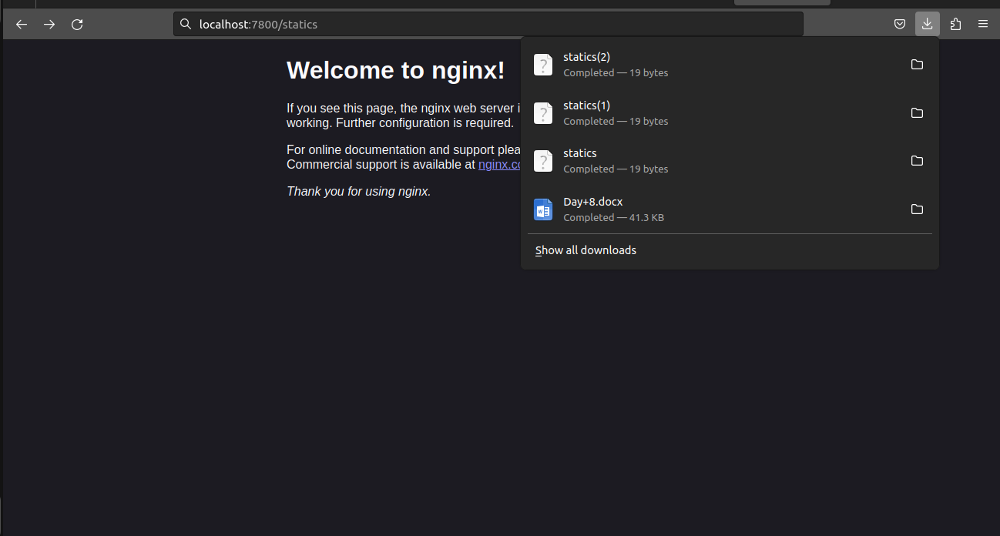 localhost:7800/statics
Welcome to nginx!
If you see this page, the nginx web server
working. Further configuration is required.
For online documentation and support
Commercial support is available at
Thank you for using nginx.
statics(2)
Completed — 19 bytes
statics(1)
Completed — 19 bytes
statics
Completed — 19 bytes
Day+8.docx
Completed — 41.3 KB
Show all downloads